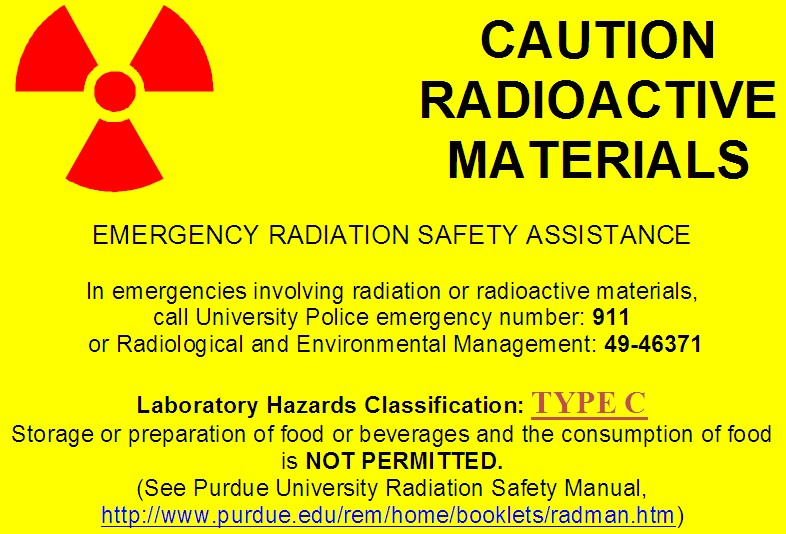 CAUTION
RADIOACTIVE
MATERIALS
EMERGENCY RADIATION SAFETY ASSISTANCE
In emergencies involving radiation or radioactive materials,
call University Police emergency number: 911
or Radiological and Environmental Management: 49-46371
Laboratory Hazards Classification: TYPE C
Storage or preparation of food or beverages and the consumption of food
is NOT PERMITTED.
(See Purdue University Radiation Safety Manual,
http://www.purdue.edu/rem/home/booklets/radman.htm)